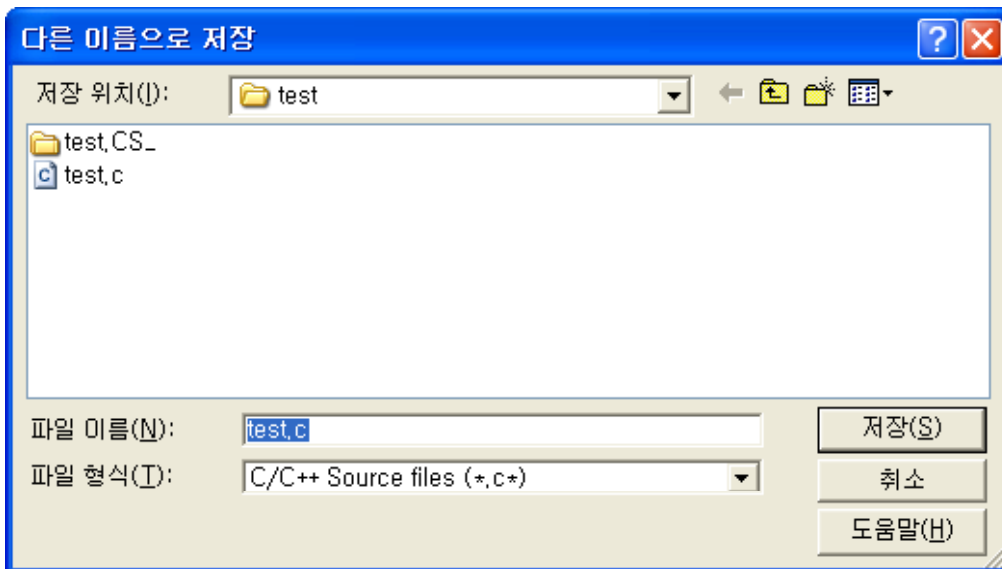 다른 이름으로 저장
저장 위치(I): test
test.CS_
test.c
파일 이름(N): test.c 저장(S)
파일 형식(T): C/C++ Source files (*.c*) 취소
도움말(H)